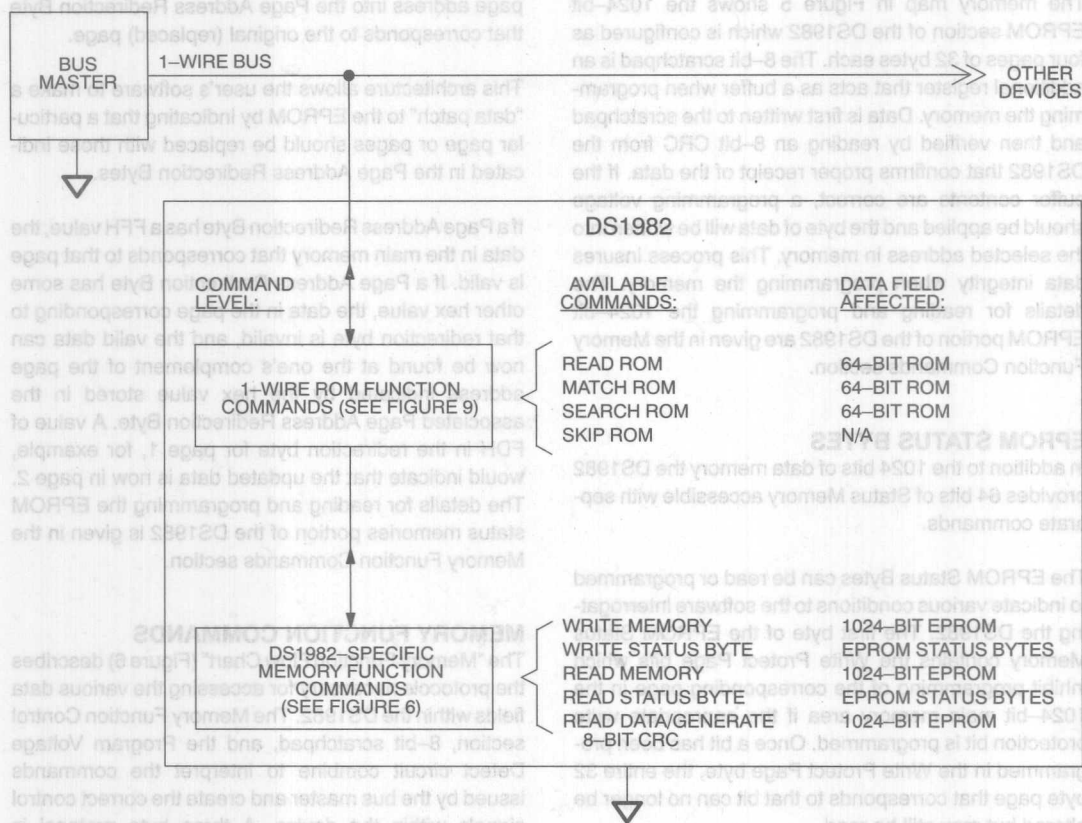 BUS
MASTER
1–WIRE BUS
OTHER
DEVICES
DS1982
COMMAND
LEVEL:
AVAILABLE
COMMANDS:
DATA FIELD
AFFECTED:
1–WIRE ROM FUNCTION
COMMANDS (SEE FIGURE 9)
READ ROM 64–BIT ROM
MATCH ROM 64–BIT ROM
SEARCH ROM 64–BIT ROM
SKIP ROM N/A
DS1982–SPECIFIC
MEMORY FUNCTION
COMMANDS
(SEE FIGURE 6)
WRITE MEMORY 1024–BIT EPROM
WRITE STATUS BYTE EPROM STATUS BYTES
READ MEMORY 1024–BIT EPROM
READ STATUS BYTE EPROM STATUS BYTES
READ DATA/GENERATE 1024–BIT EPROM
8–BIT CRC